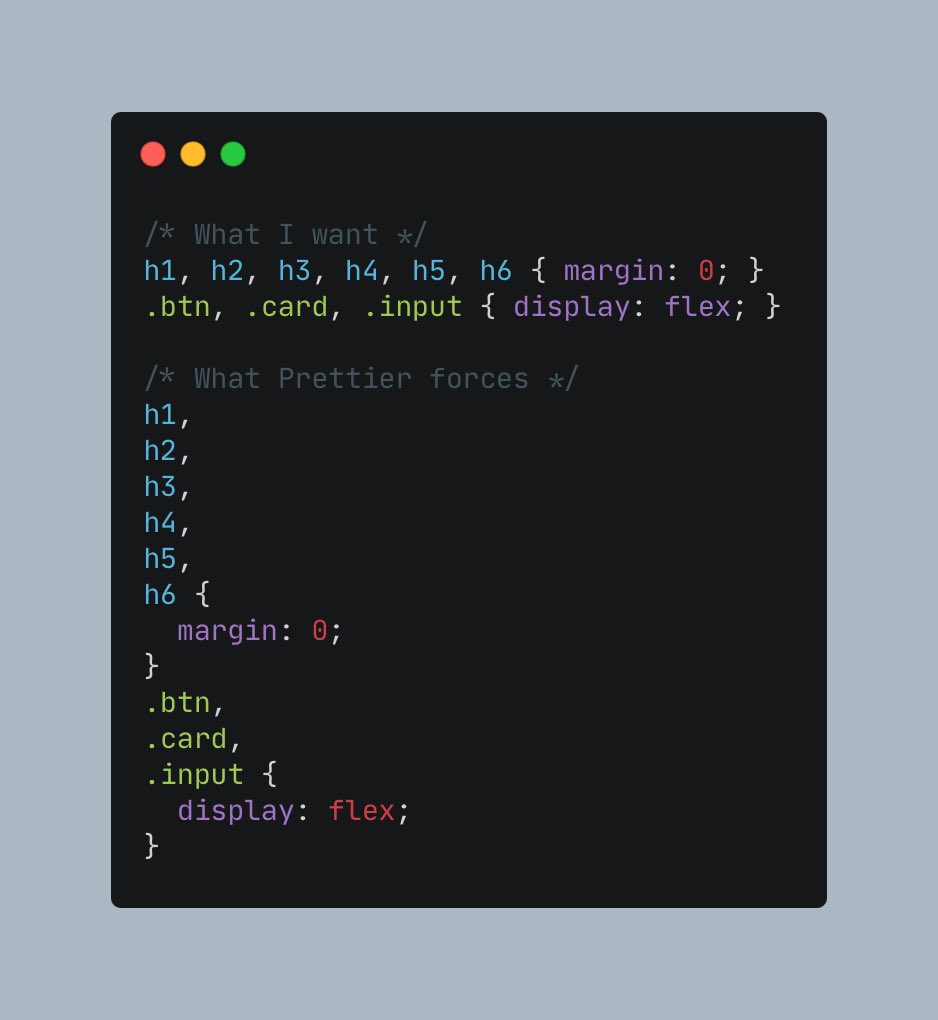 /* What I want */
h1, h2, h3, h4, h5, h6 { margin: 0; }
.btn, .card, .input { display: flex; }
/* What Prettier forces */
h1,
h2,
h3,
h4,
h5,
h6 {
  margin: 0;
}
.btn,
.card,
.input {
  display: flex;
}